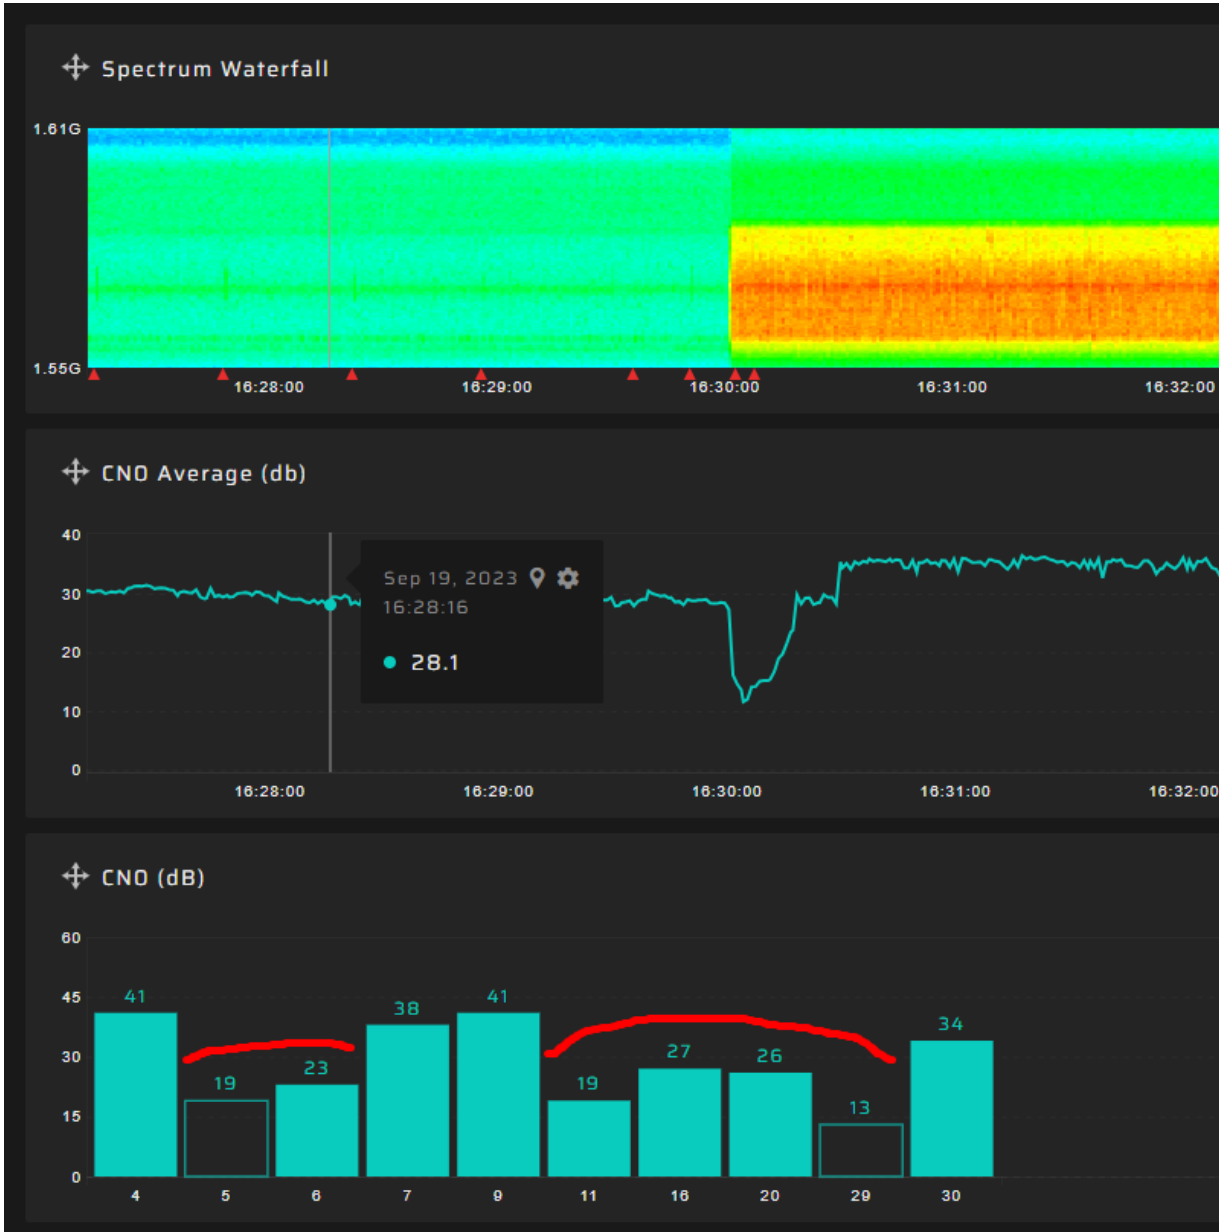 Spectrum Waterfall
1.61G
1.55G
16:28:00 16:29:00 16:30:00 16:31:00 16:32:00
CNO Average (db)
40
30
20
10
0
Sep 19, 2023
16:28:16
28.1
16:28:00 16:29:00 16:30:00 16:31:00 16:32:00
CNO (dB)
60
45
30
15
0
41 19 23 38 41 19 27 26 13 34
4 5 6 7 9 11 16 20 29 30